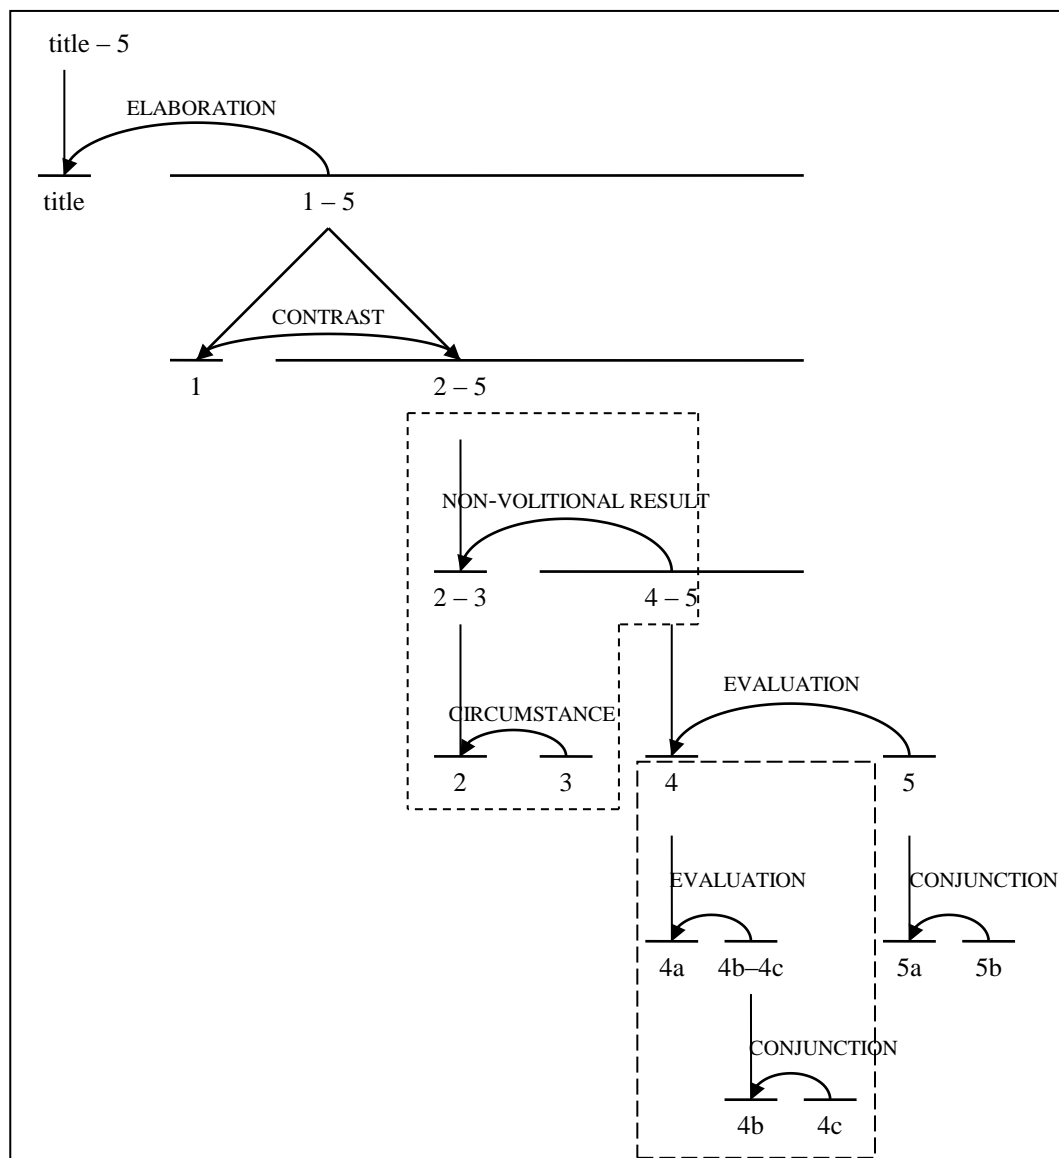 title – 5
ELABORATION
title 1 – 5
CONTRAST
1 2 – 5
NON-VOLITIONAL RESULT
2 – 3 4 – 5
EVALUATION
CIRCUMSTANCE
2 3 4 5
EVALUATION CONJUNCTION
4a 4b–4c 5a 5b
CONJUNCTION
4b 4c